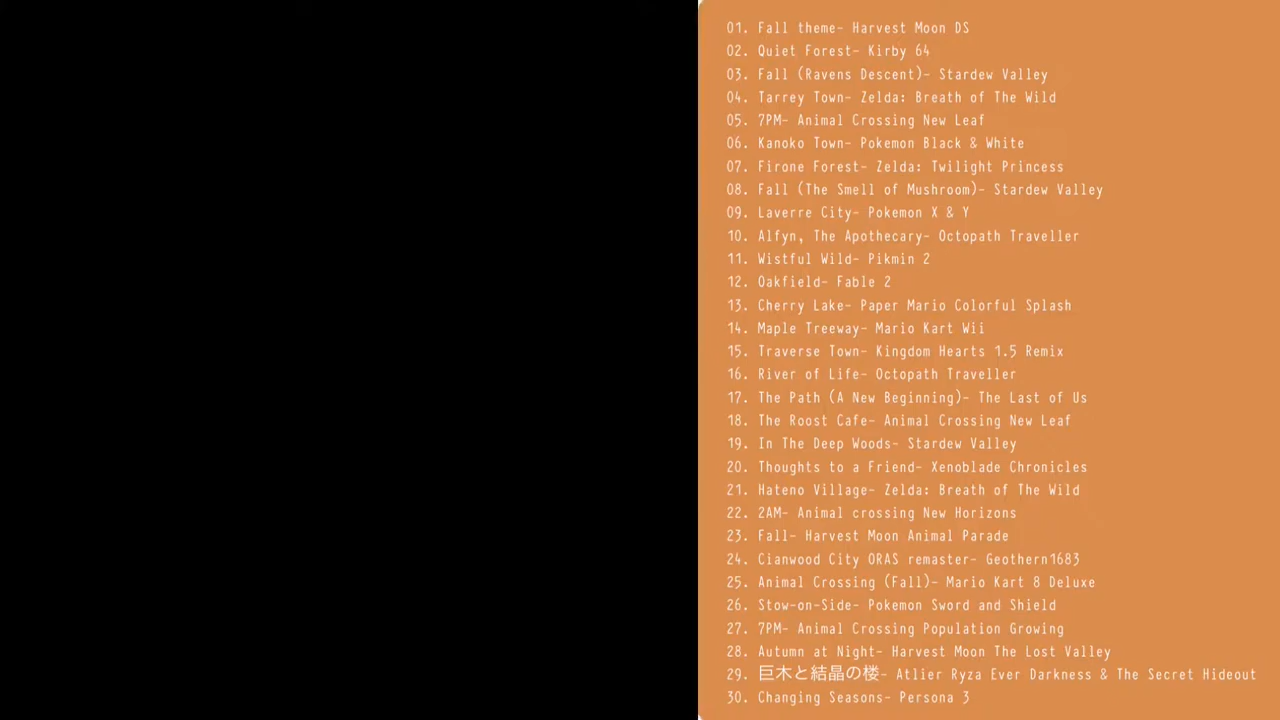 01. Fall theme- Harvest Moon DS
02. Quiet Forest- Kirby 64
03. Fall (Ravens Descent)- Stardew Valley
04. Tarrey Town- Zelda: Breath of The Wild
05. 7PM- Animal Crossing New Leaf
06. Kanoko Town- Pokemon Black & White
07. Firone Forest- Zelda: Twilight Princess
08. Fall (The Smell of Mushroom)- Stardew Valley
09. Laverre City- Pokemon X & Y
10. Alfyn, The Apothecary- Octopath Traveller
11. Wistful Wild- Pikmin 2
12. Oakfield- Fable 2
13. Cherry Lake- Paper Mario Colorful Splash
14. Maple Treeway- Mario Kart Wii
15. Traverse Town- Kingdom Hearts 1.5 Remix
16. River of Life- Octopath Traveller
17. The Path (A New Beginning)- The Last of Us
18. The Roost Cafe- Animal Crossing New Leaf
19. In The Deep Woods- Stardew Valley
20. Thoughts to a Friend- Xenoblade Chronicles
21. Hateno Village- Zelda: Breath of The Wild
22. 2AM- Animal crossing New Horizons
23. Fall- Harvest Moon Animal Parade
24. Cianwood City ORAS remaster- Geothern1683
25. Animal Crossing (Fall)- Mario Kart 8 Deluxe
26. Stow-on-Side- Pokemon Sword and Shield
27. 7PM- Animal Crossing Population Growing
28. Autumn at Night- Harvest Moon The Lost Valley
29. 巨木と結晶の楼- Atlier Ryza Ever Darkness & The Secret Hideout
30. Changing Seasons- Persona 3